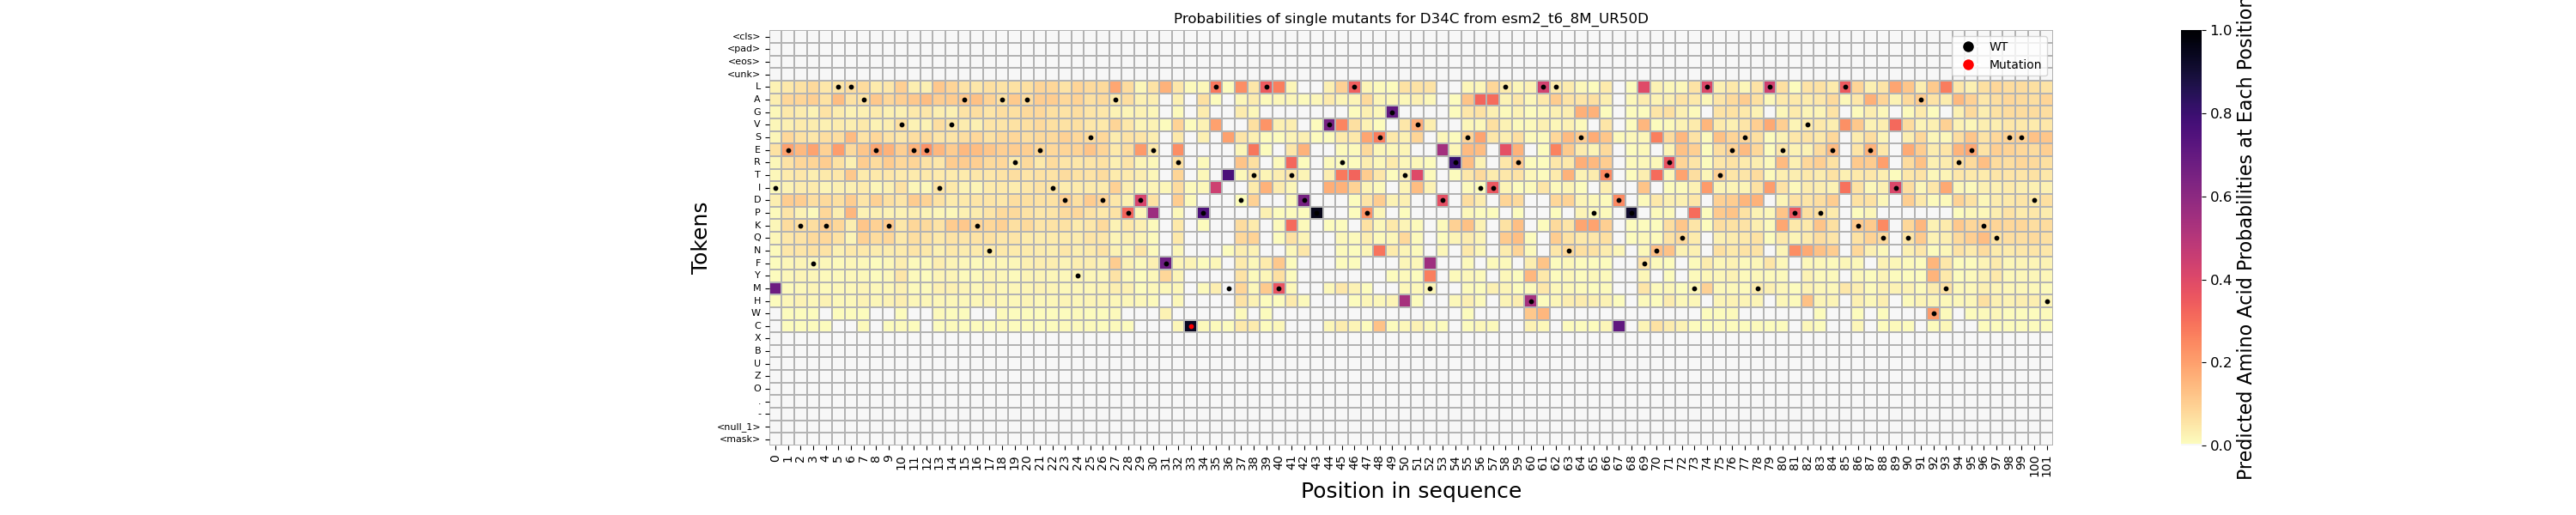 Probabilities of single mutants for D34C from esm2_t6_8M_UR50D
<cls>
<pad>
<eos>
<unk>
L
A
G
V
S
E
R
T
I
D
P
K
Q
N
F
Y
M
H
W
C
X
B
U
Z
O
.
-
<null_1>
<mask>
Tokens
WT
Mutation
0 1 2 3 4 5 6 7 8 9 10 11 12 13 14 15 16 17 18 19 20 21 22 23 24 25 26 27 28 29 30 31 32 33 34 35 36 37 38 39 40 41 42 43 44 45 46 47 48 49 50 51 52 53 54 55 56 57 58 59 60 61 62 63 64 65 66 67 68 69 70 71 72 73 74 75 76 77 78 79 80 81 82 83 84 85 86 87 88 89 90 91 92 93 94 95 96 97 98 99 100 101
Position in sequence
1.0
0.8
0.6
0.4
0.2
0.0
Predicted Amino Acid Probabilities at Each Position